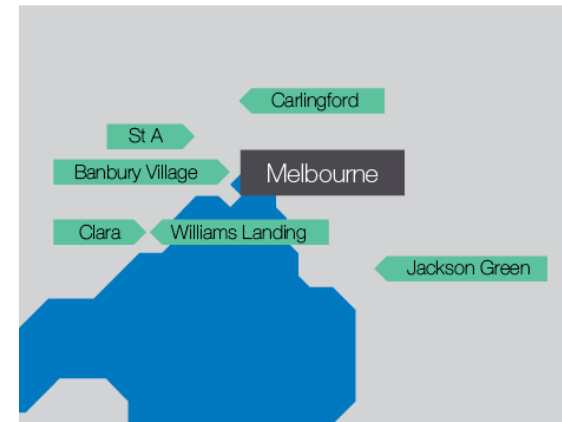 Carlingford
St A
Banbury Village
Melbourne
Clara
Williams Landing
Jackson Green